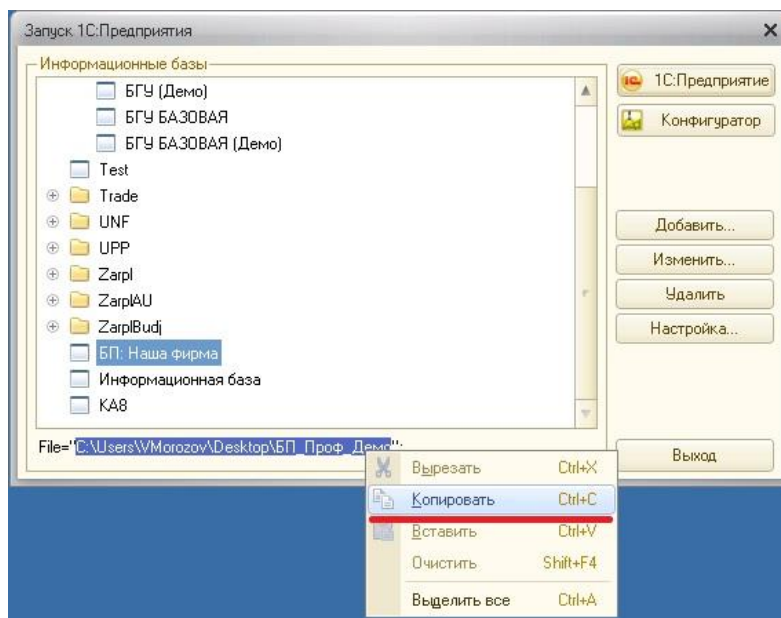 Запуск 1С:Предприятия
Информационные базы
БГУ (Демо)
БГУ БАЗОВАЯ
БГУ БАЗОВАЯ (Демо)
Test
Trade
UNF
UPP
Zarpl
ZarplAU
ZarplBudj
БП: Наша фирма
Информационная база
КА8
File="C:\Users\VMorozov\Desktop\БП_Проф_Демо";
1С:Предприятие
Конфигуратор
Добавить...
Изменить...
Удалить
Настройка...
Выход
Вырезать Ctrl+X
Копировать Ctrl+C
Вставить Ctrl+V
Очистить Shift+F4
Выделить все Ctrl+A